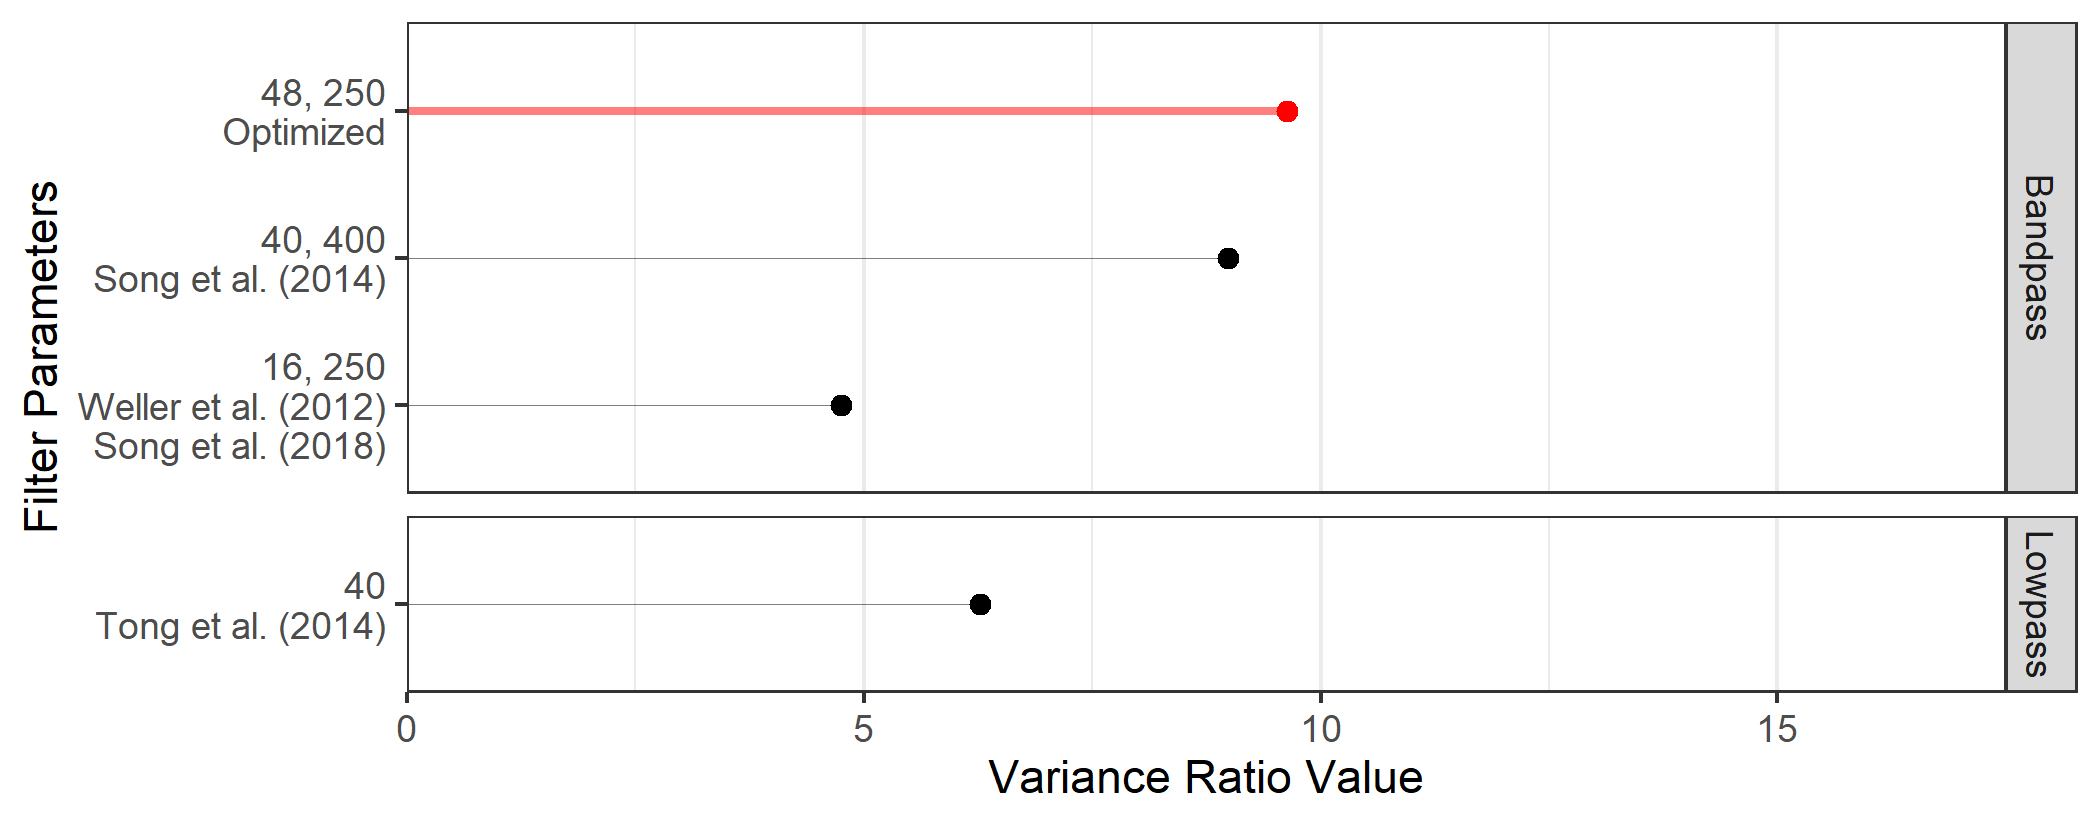 Filter Parameters
48, 250
Optimized
40, 400
Song et al. (2014)
16, 250
Weller et al. (2012)
Song et al. (2018)
Bandpass
40
Tong et al. (2014)
Lowpass
0
5
10
15
Variance Ratio Value